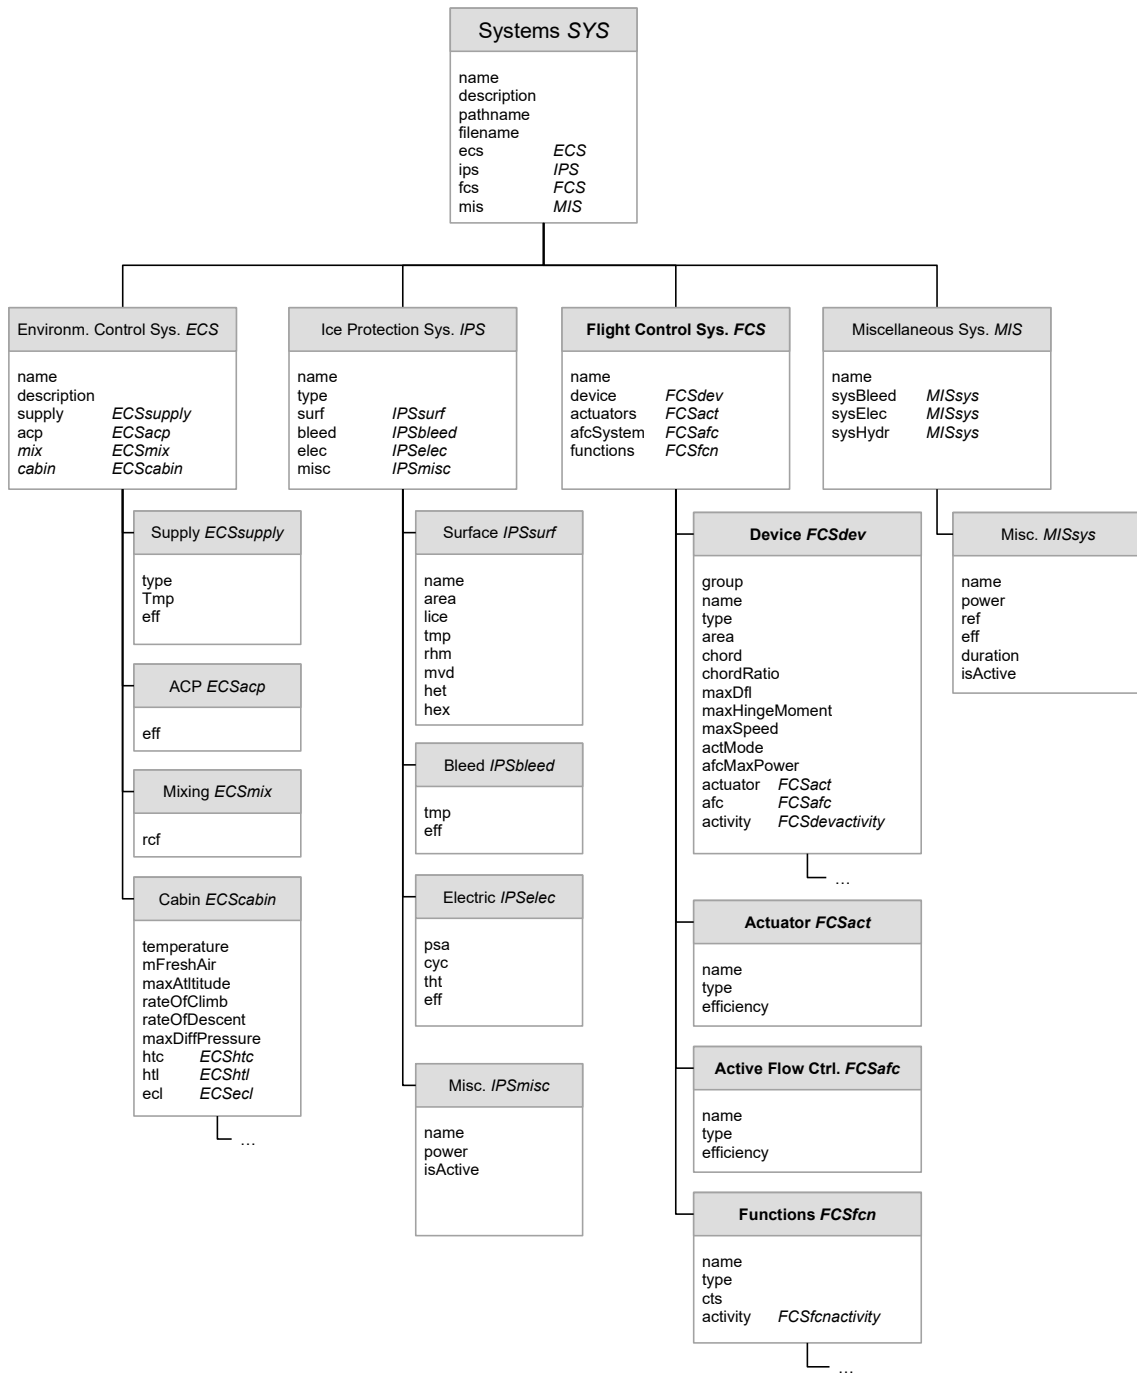 Systems SYS
name
description
pathname
filename
ecs ECS
ips IPS
fcs FCS
mis MIS
Environm. Control Sys. ECS
name
description
supply ECSsupply
acp ECSacp
mix ECSmix
cabin ECScabin
Supply ECSsupply
type
Tmp
eff
ACP ECSacp
eff
Mixing ECSmix
rcf
Cabin ECScabin
temperature
mFreshAir
maxAtltitude
rateOfClimb
rateOfDescent
maxDiffPressure
htc ECShtc
htl ECShtl
ecl ECSecl
...
Ice Protection Sys. IPS
name
type
surf IPSsurf
bleed IPSbleed
elec IPSelec
misc IPSmisc
Surface IPSsurf
name
area
lice
tmp
rhm
mvd
het
hex
Bleed IPSbleed
tmp
eff
Electric IPSelec
psa
cyc
tht
eff
Misc. IPSmisc
name
power
isActive
Flight Control Sys. FCS
name
device FCSdev
actuators FCSact
afcSystem FCSafc
functions FCSfcn
Device FCSdev
group
name
type
area
chord
chordRatio
maxDfl
maxHingeMoment
maxSpeed
actMode
afcMaxPower
actuator FCSact
afc FCSafc
activity FCSdevactivity
...
Actuator FCSact
name
type
efficiency
Active Flow Ctrl. FCSafc
name
type
efficiency
Functions FCSfcn
name
type
cts
activity FCSfcnactivity
...
Miscellaneous Sys. MIS
name
sysBleed MISsys
sysElec MISsys
sysHydr MISsys
Misc. MISsys
name
power
ref
eff
duration
isActive